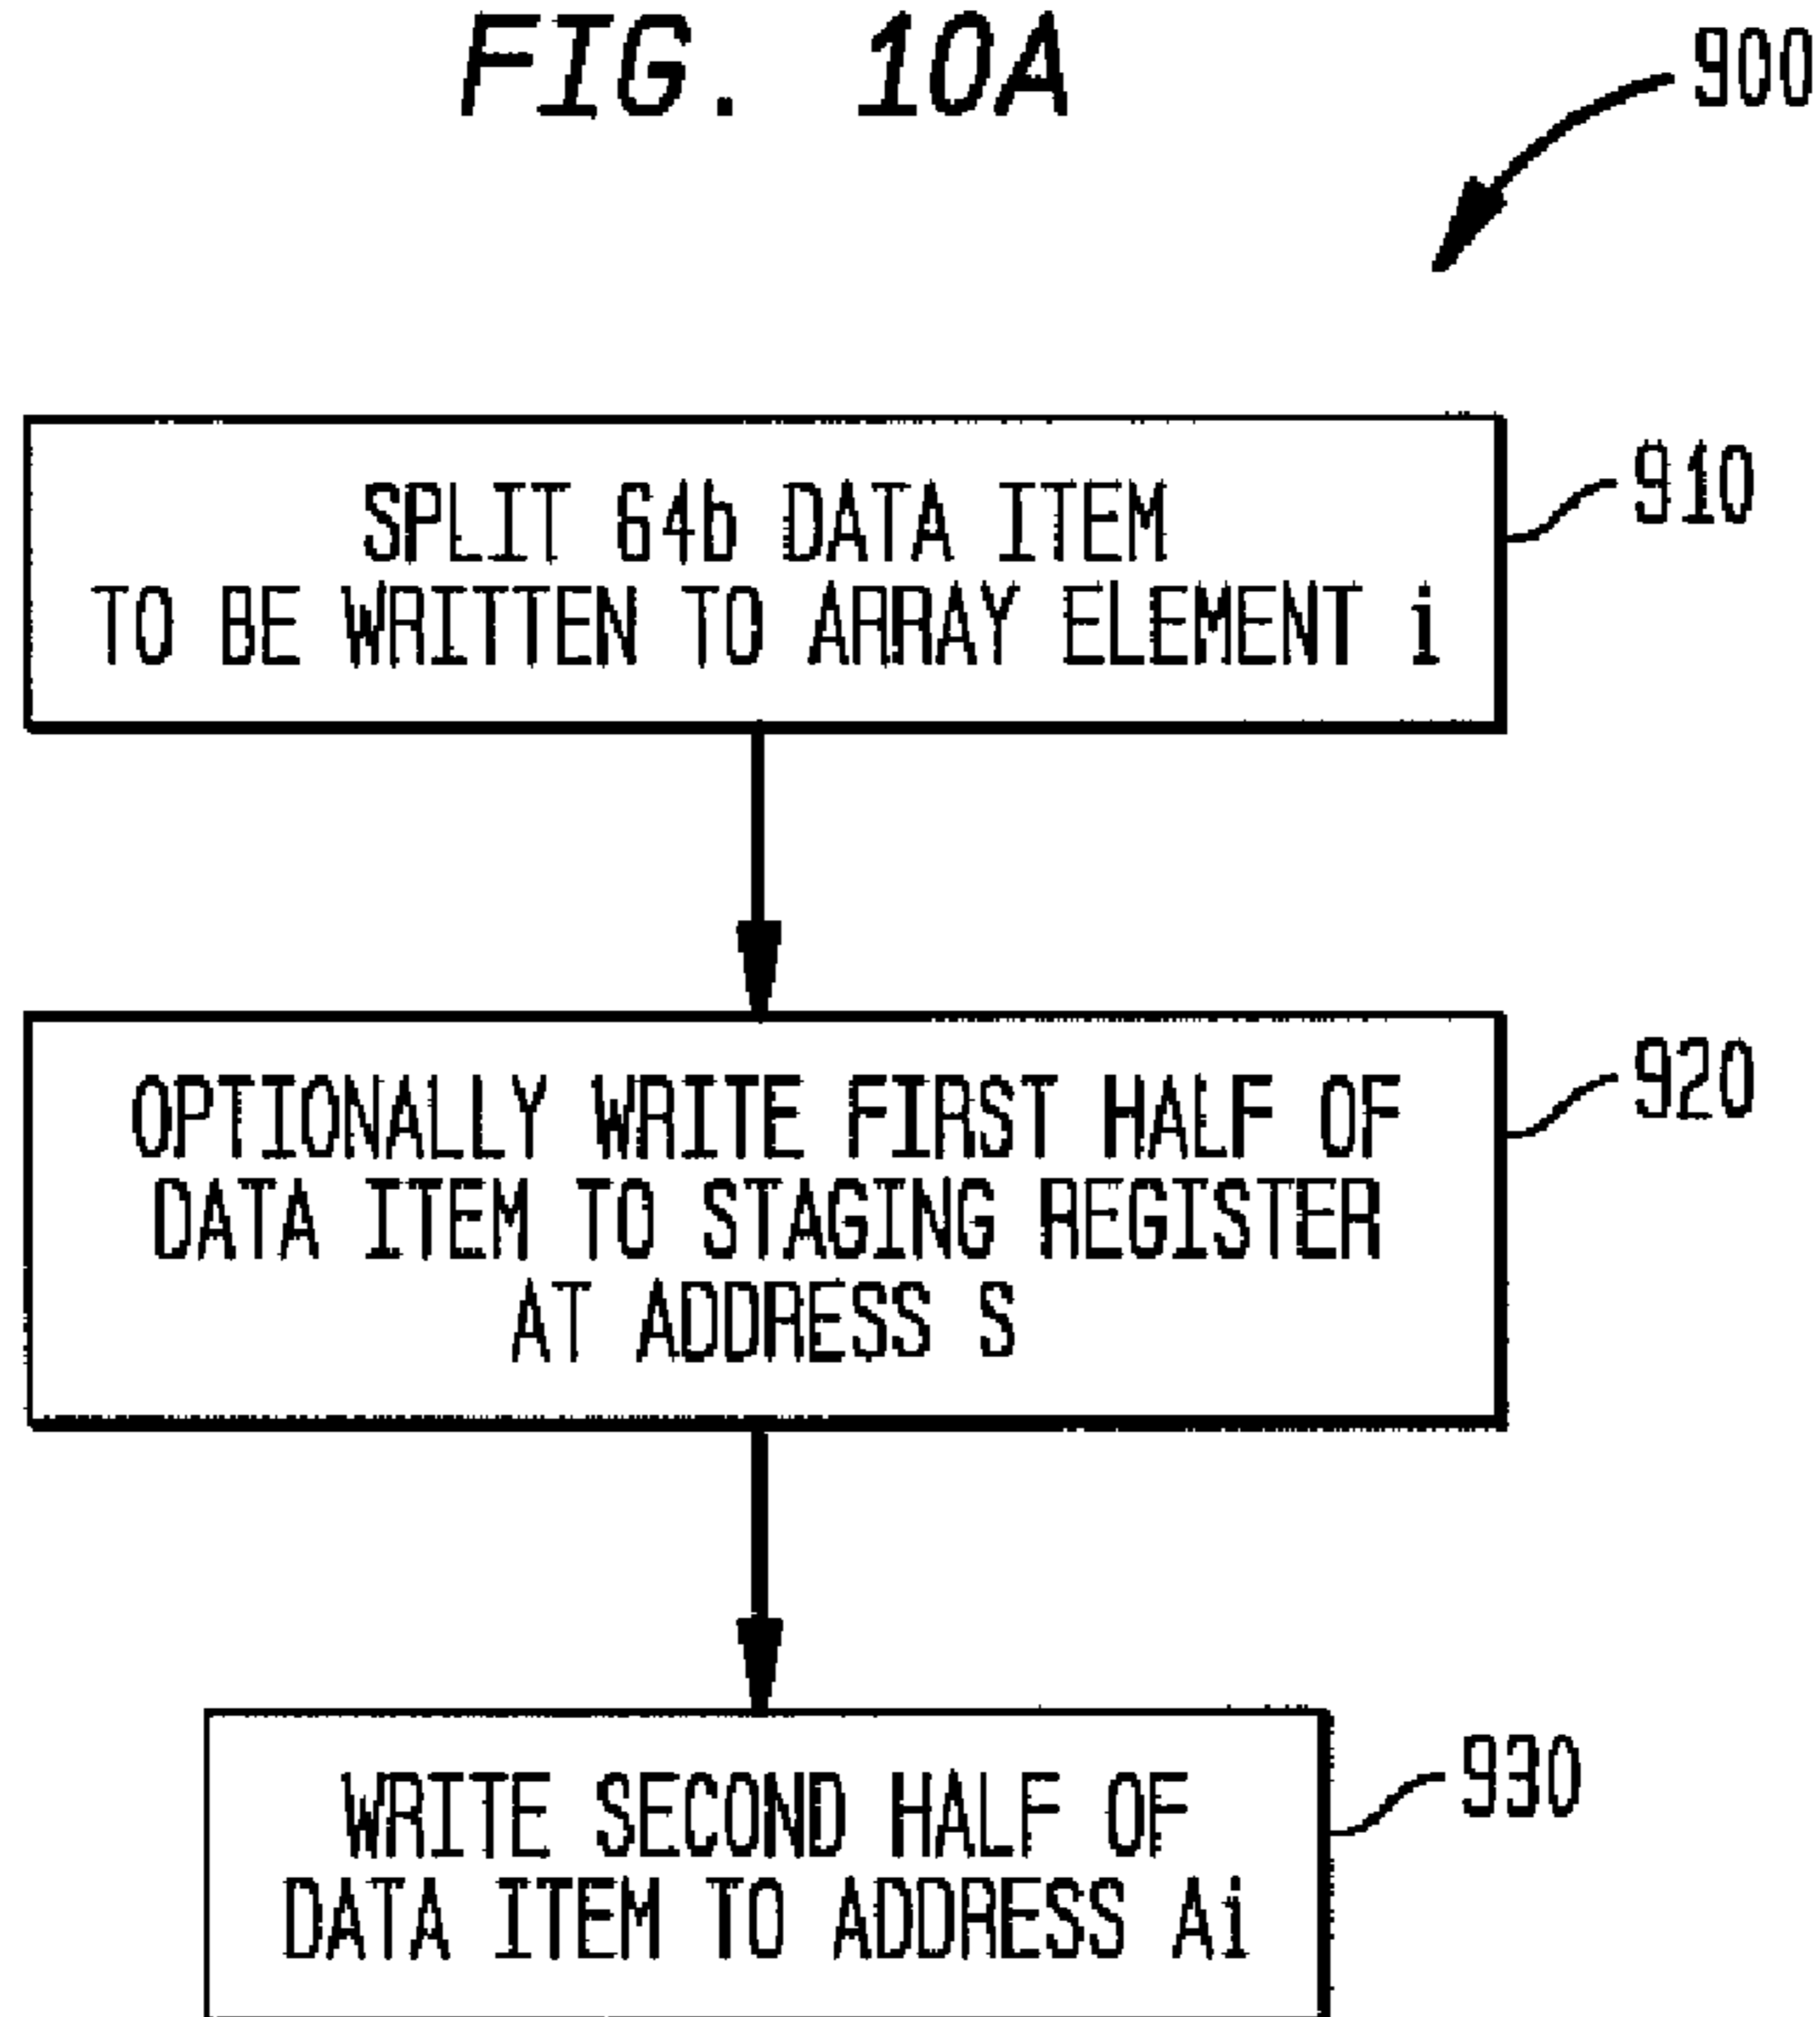 FIG. 10A
900
SPLIT 64b DATA ITEM
TO BE WRITTEN TO ARRAY ELEMENT i
910
OPTIONALLY WRITE FIRST HALF OF
DATA ITEM TO STAGING REGISTER
AT ADDRESS S
920
WRITE SECOND HALF OF
DATA ITEM TO ADDRESS Ai
930